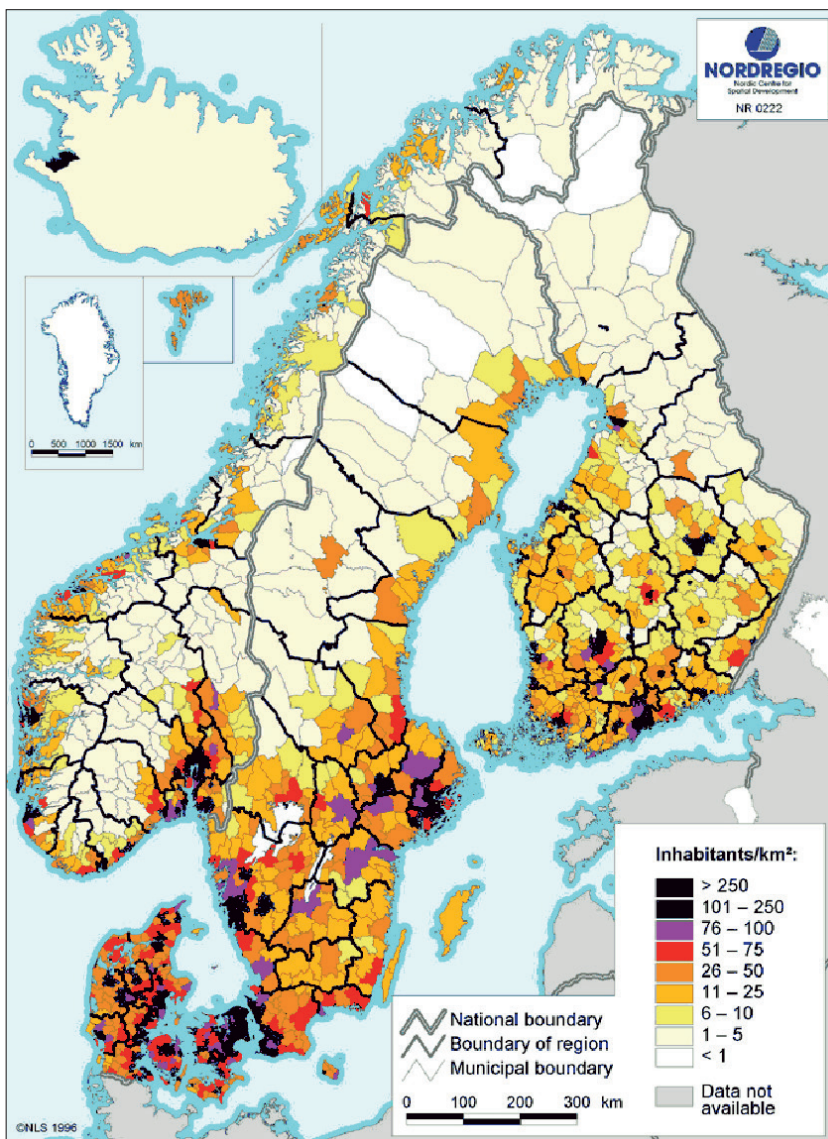 NORDREGIO
Nordic Centre for
Spatial Development
NR 0222
0 500 1000 1500 km
Inhabitants/km²:
> 250
101 – 250
76 – 100
51 – 75
26 – 50
11 – 25
6 – 10
1 – 5
< 1
Data not
available
National boundary
Boundary of region
Municipal boundary
0 100 200 300 km
©NLS 1996